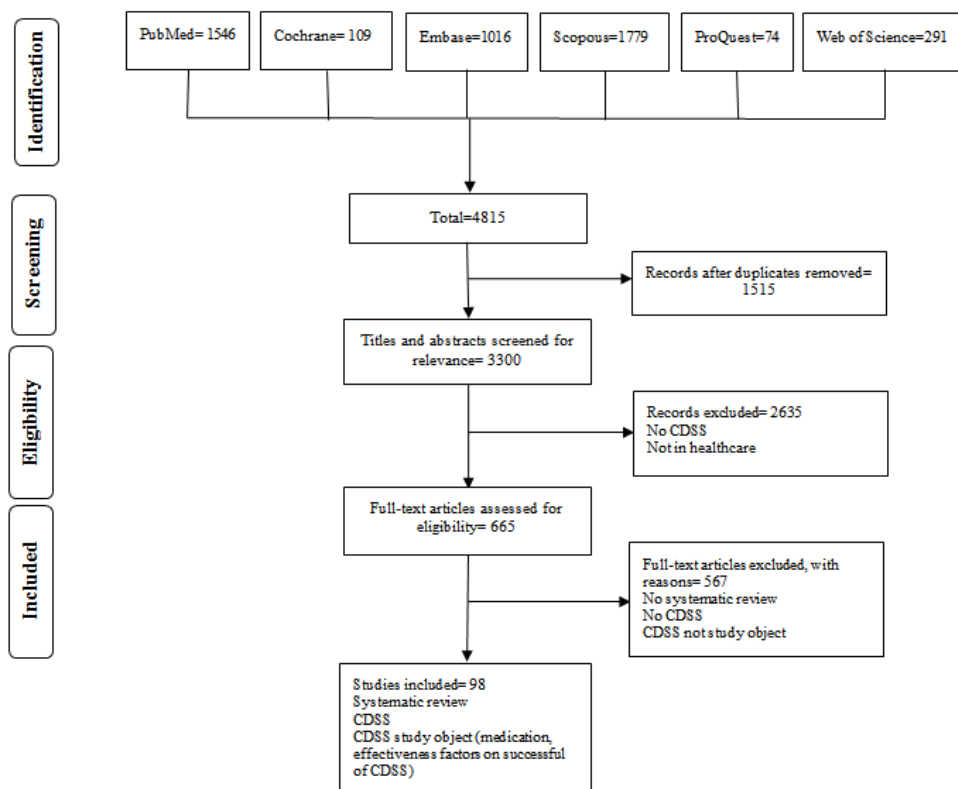 PubMed= 1546
Cochrane= 109
Embase=1016
Scopous=1779
ProQuest=74
Web of Science=291
Identification
Total=4815
Screening
Records after duplicates removed=
1515
Titles and abstracts screened for
relevance= 3300
Eligibility
Records excluded= 2635
No CDSS
Not in healthcare
Full-text articles assessed for
eligibility= 665
Included
Full-text articles excluded, with
reasons= 567
No systematic review
No CDSS
CDSS not study object
Studies included= 98
Systematic review
CDSS
CDSS study object (medication,
effectiveness factors on successful
of CDSS)